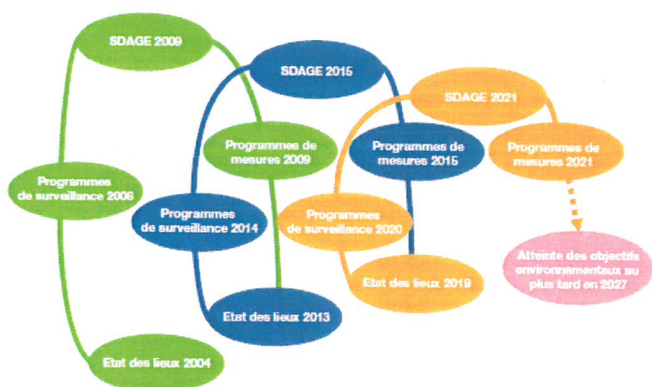 SDAGE 2009
SDAGE 2015
SDAGE 2021
Programmes de
mesures 2009
Programmes de
mesures 2015
Programmes de
mesures 2021
Programmes
de surveillance 2006
Programmes
de surveillance 2014
Programmes
de surveillance 2020
Atteinte des objectifs
environnementaux au
plus tard en 2027
Etat des lieux 2019
Etat des lieux 2013
Etat des lieux 2004